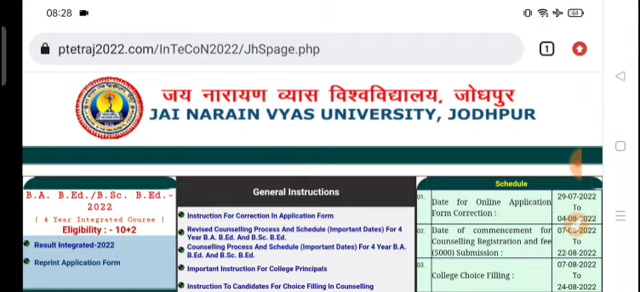 08:28
64
ptetraj2022.com/InTeCoN2022/JhSpage.php
1
जय नारायण व्यास विश्वविद्यालय, जोधपुर
JAI NARAIN VYAS UNIVERSITY, JODHPUR
B.A. B.Ed./B.Sc. B.Ed.-
2022
( 4 Year Integrated Course )
Eligibility : - 10+2
Result Integrated-2022
Reprint Application Form
General Instructions
Instruction For Correction In Application Form
Revised Counselling Process And Schedule (Important Dates) For 4
Year B.A. B.Ed. And B.Sc. B.Ed.
Counselling Process And Schedule (Important Dates) For 4 Year B.A.
B.Ed. And B.Sc. B.Ed.
Important Instruction For College Principals
Instruction To Candidates For Choice Filling In Counselling
Schedule
01. Date for Online Application 29-07-2022
Form Correction : To
04-08-2022
02. Date of commencement for 07-08-2022
Counselling Registration and fee To
(5000) Submission : 22-08-2022
03. 07-08-2022
College Choice Filling : To
24-08-2022